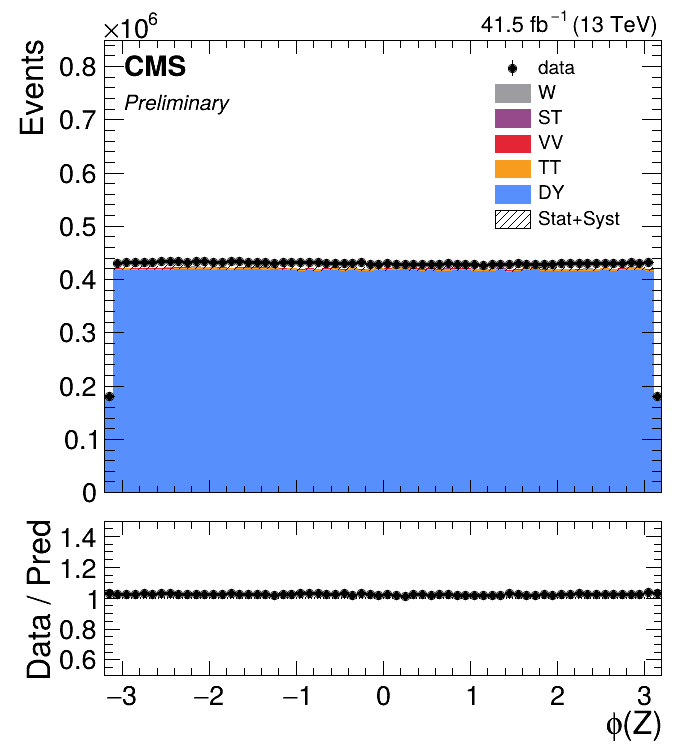 ×10⁶
41.5 fb⁻¹ (13 TeV)
Events
CMS
Preliminary
data
W
ST
VV
TT
DY
Stat+Syst
0.8
0.7
0.6
0.5
0.4
0.3
0.2
0.1
0
Data / Pred
1.4
1.2
1
0.8
0.6
−3 −2 −1 0 1 2 3
ϕ(Z)